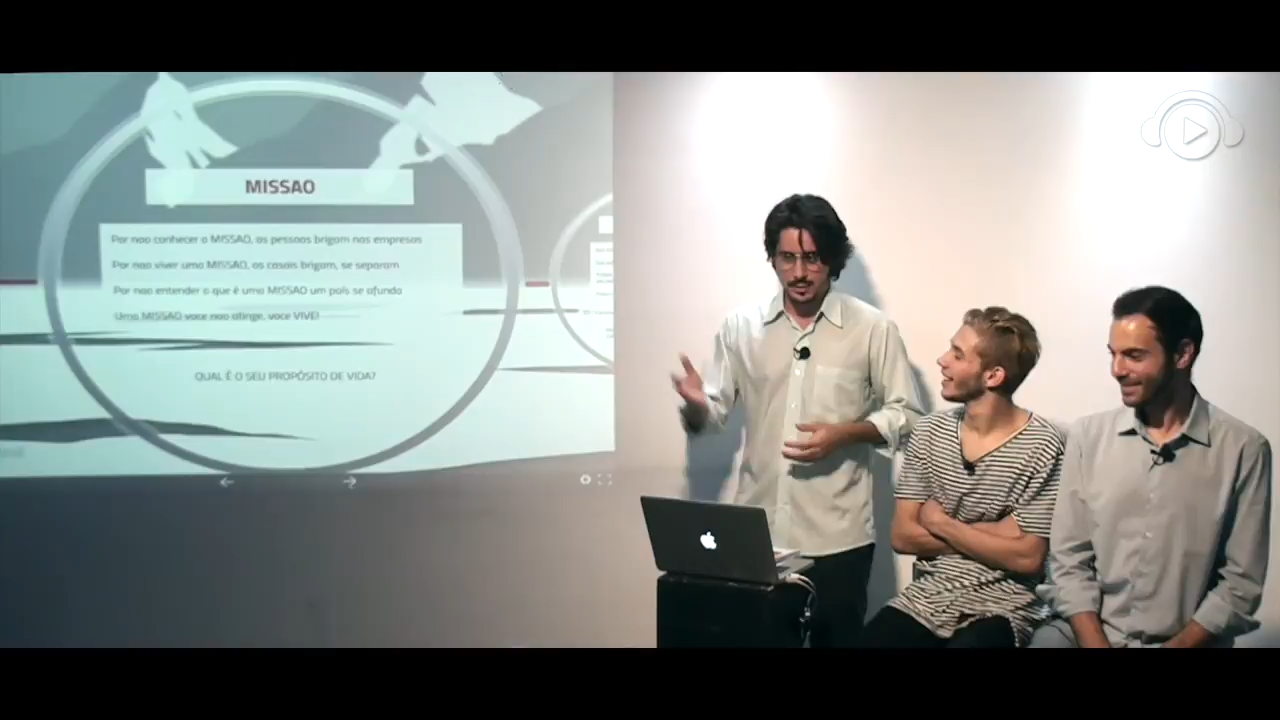 MISSAO
Por nao conhecer a MISSAO, as pessoas brigam nas empresas
Por nao viver uma MISSAO, os casais brigam, se separam
Por nao entender o que é uma MISSAO um país se afunda
Uma MISSAO voce nao atinge, voce VIVE!
QUAL É O SEU PROPÓSITO DE VIDA?